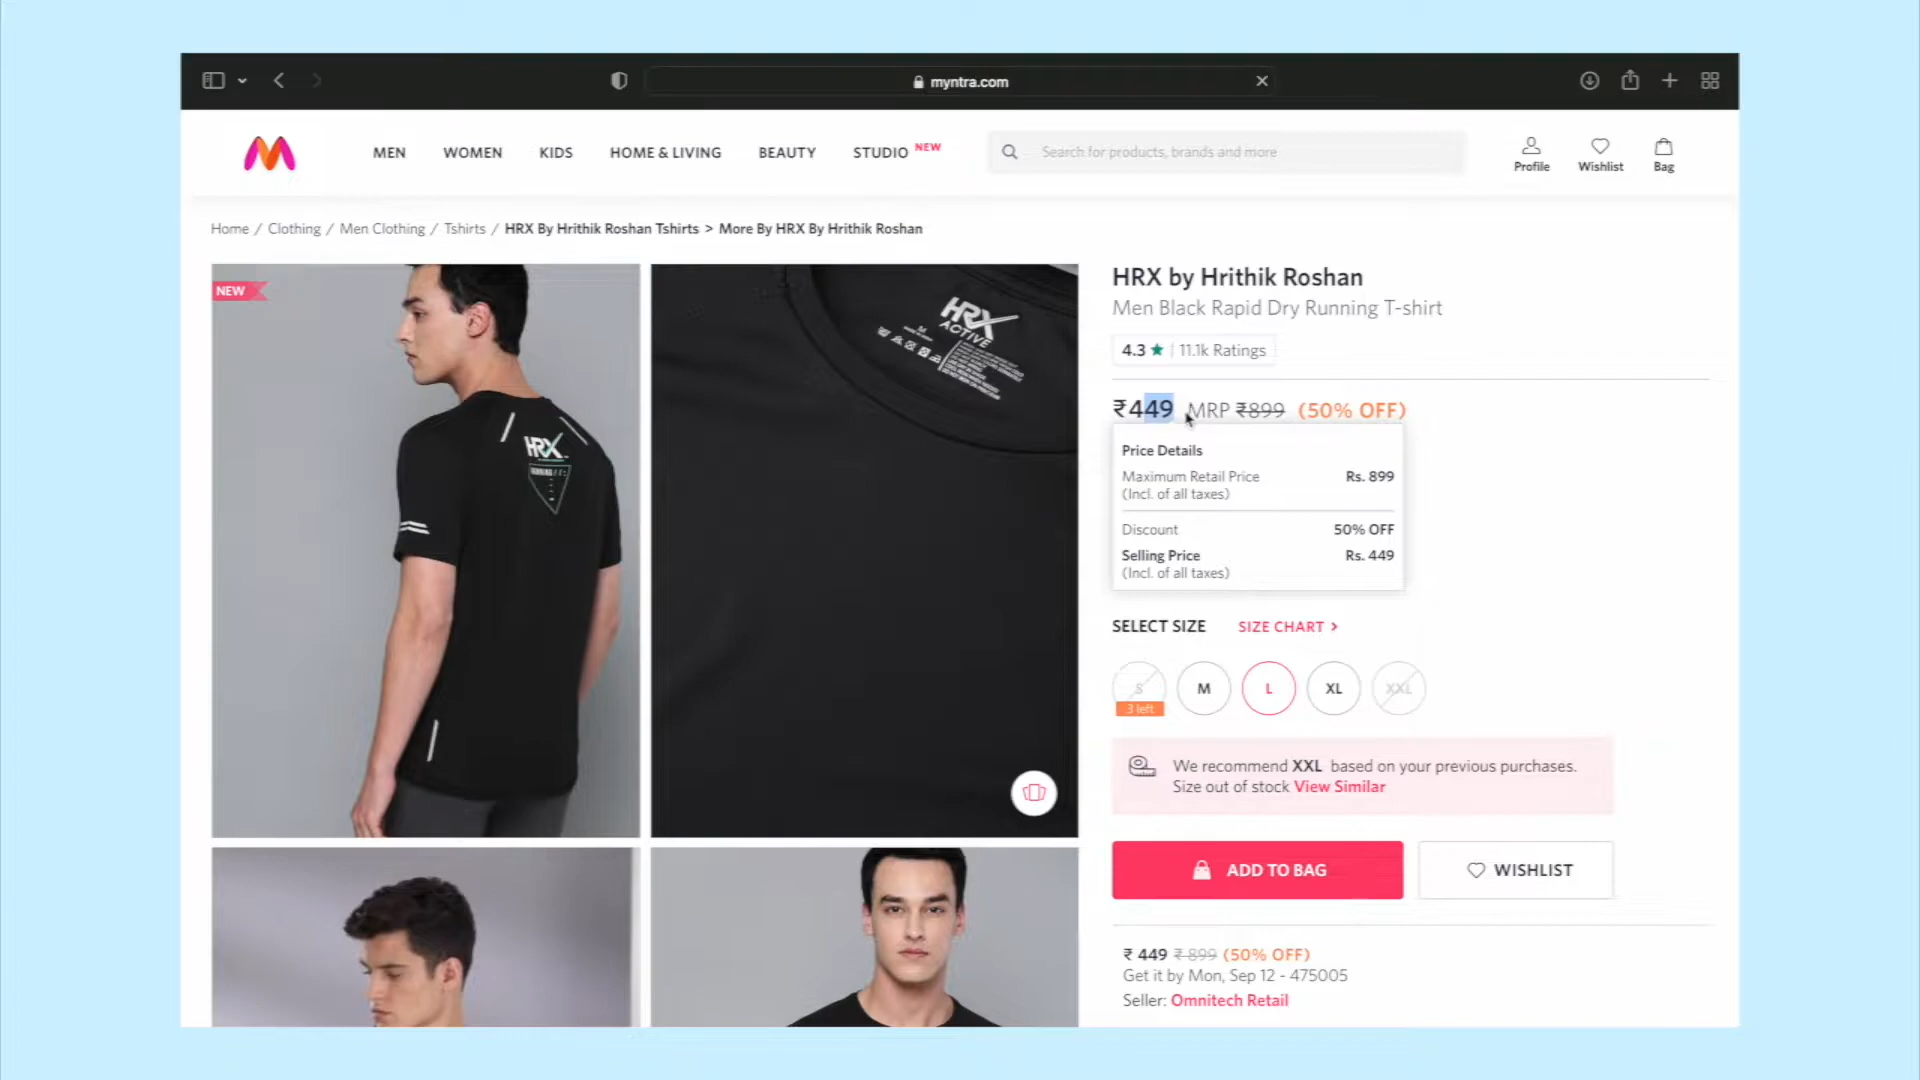 myntra.com
MEN WOMEN KIDS HOME & LIVING BEAUTY STUDIO NEW
Search for products, brands and more
Profile Wishlist Bag
Home / Clothing / Men Clothing / Tshirts / HRX By Hrithik Roshan Tshirts > More By HRX By Hrithik Roshan
NEW
HRX
HRX
ACTIVE
HRX by Hrithik Roshan
Men Black Rapid Dry Running T-shirt
4.3 ★ | 11.1k Ratings
₹449 MRP ₹899 (50% OFF)
Price Details
Maximum Retail Price Rs. 899
(Incl. of all taxes)
Discount 50% OFF
Selling Price Rs. 449
(Incl. of all taxes)
SELECT SIZE SIZE CHART >
S M L XL XXL
3 left
We recommend XXL based on your previous purchases.
Size out of stock View Similar
ADD TO BAG WISHLIST
₹ 449 ₹ 899 (50% OFF)
Get it by Mon, Sep 12 - 475005
Seller: Omnitech Retail